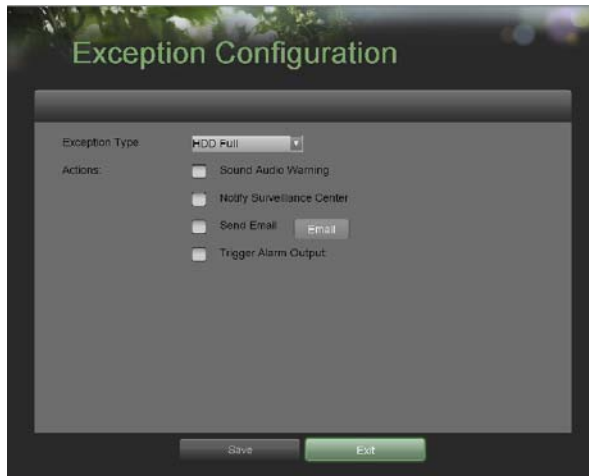 Exception Configuration
Exception Type HDD Full
Actions: Sound Audio Warning
Notify Surveillance Center
Send Email Email
Trigger Alarm Output
Save Exit